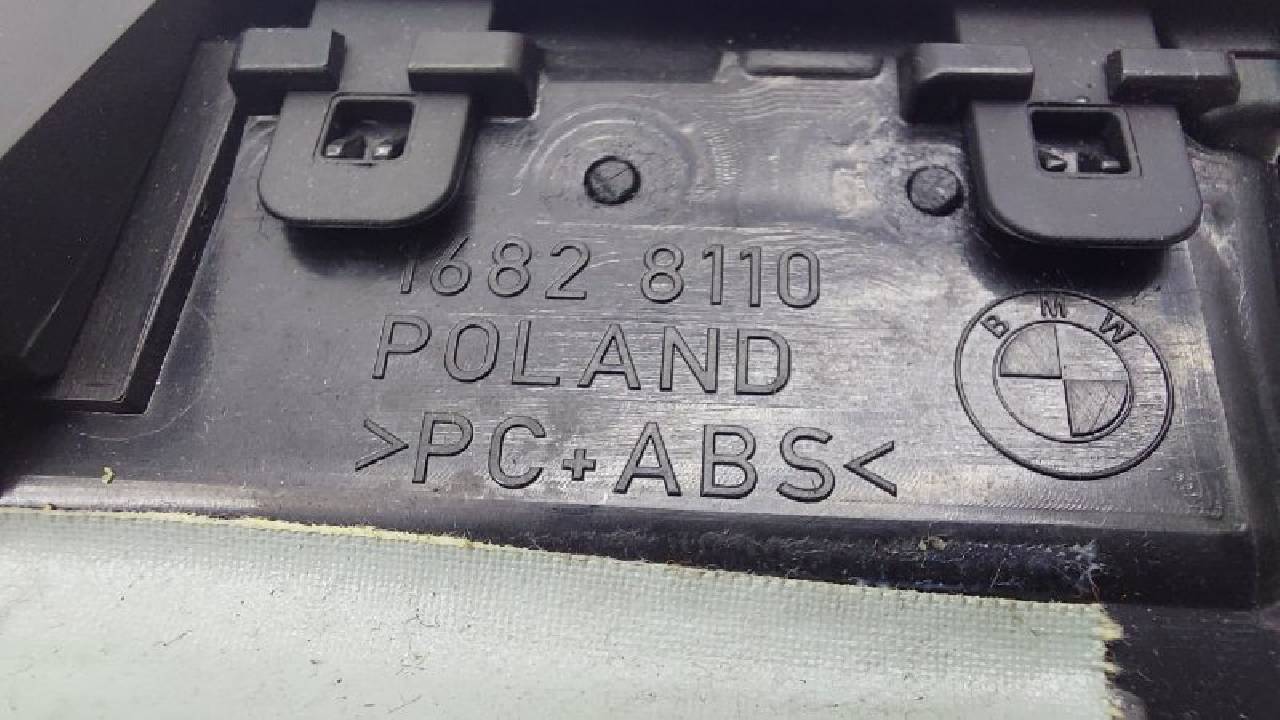 1682 8110
POLAND
>PC+ABS<
BMW